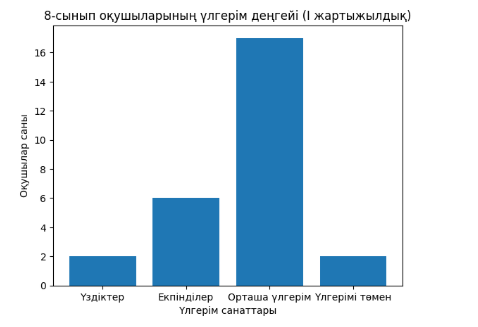 8-сынып оқушыларының үлгерім деңгейі (I жартыжылдық)
Оқушылар саны
16
14
12
10
8
6
4
2
0
Үздіктер Екпінділер Орташа үлгерім Үлгерімі төмен
Үлгерім санаттары